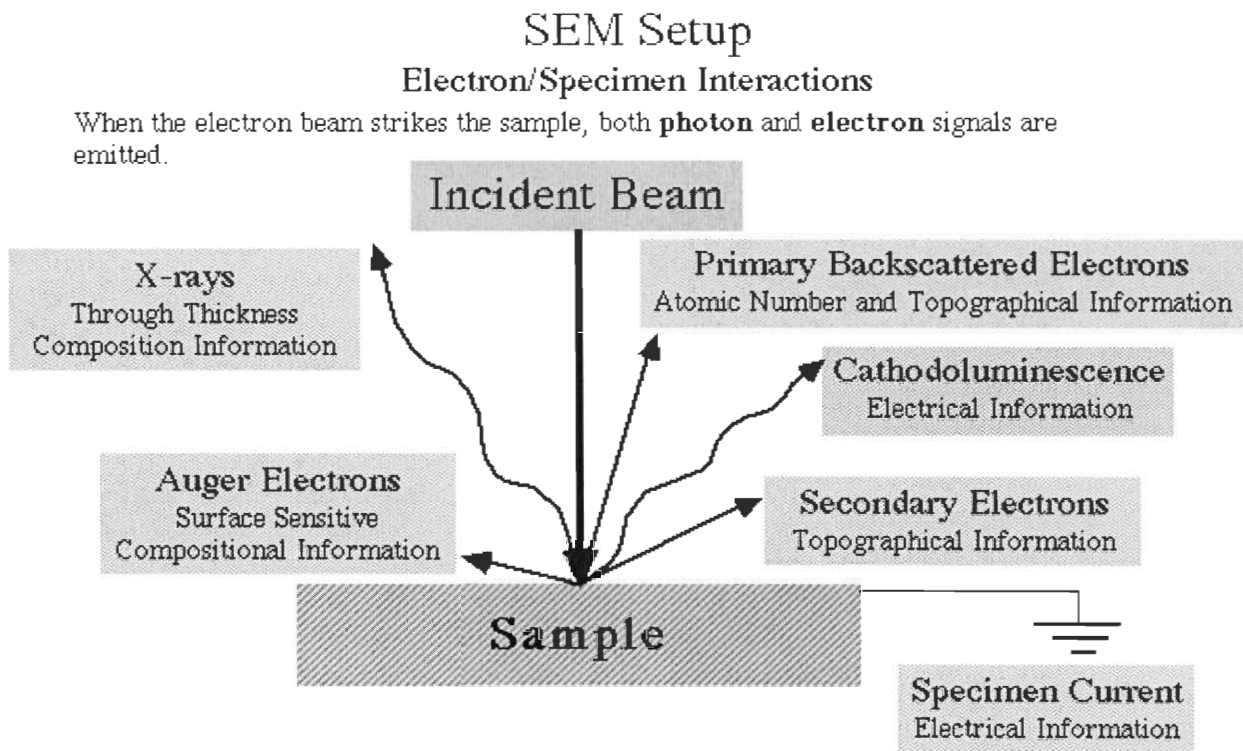 SEM Setup
Electron/Specimen Interactions
When the electron beam strikes the sample, both photon and electron signals are
emitted.
Incident Beam
X-rays
Through Thickness
Composition Information
Primary Backscattered Electrons
Atomic Number and Topographical Information
Cathodoluminescence
Electrical Information
Auger Electrons
Surface Sensitive
Compositional Information
Secondary Electrons
Topographical Information
Sample
Specimen Current
Electrical Information